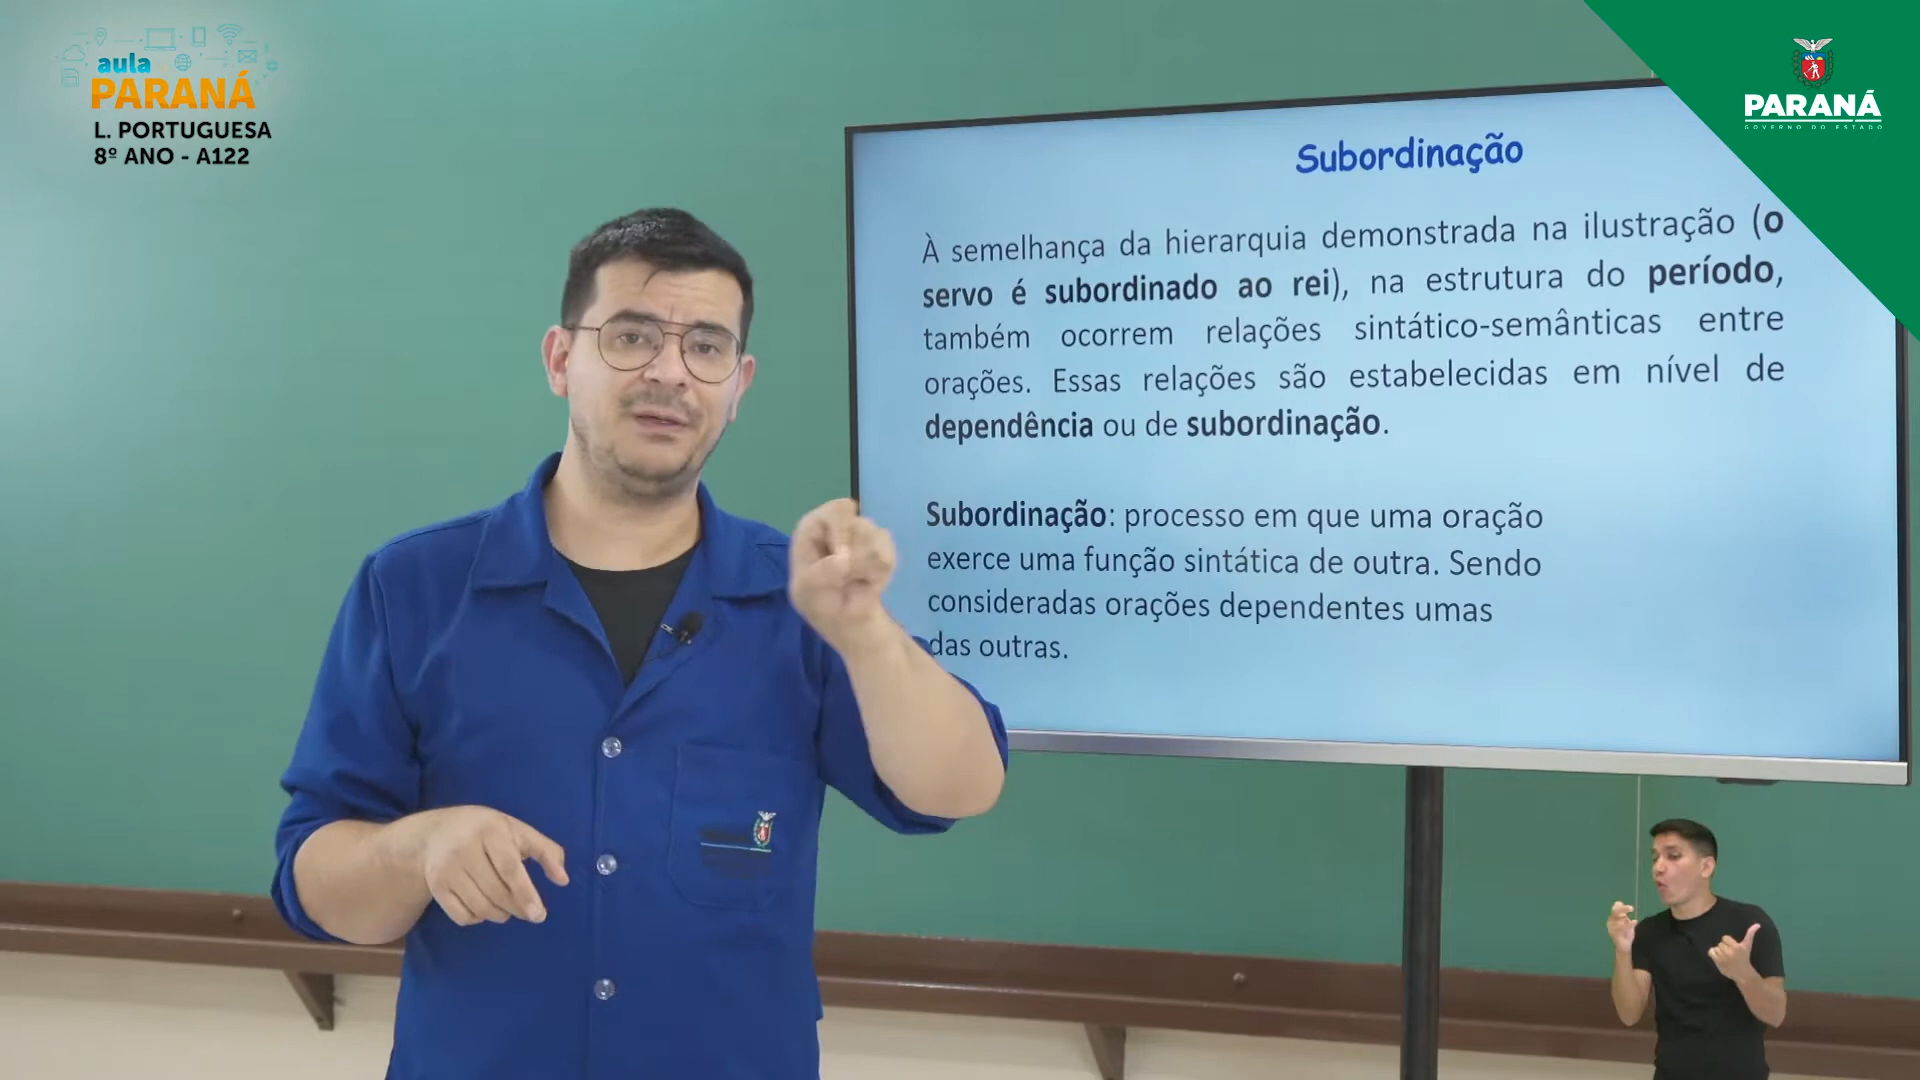 aula
PARANÁ
L. PORTUGUESA
8º ANO - A122
PARANÁ
GOVERNO DO ESTADO
Subordinação
À semelhança da hierarquia demonstrada na ilustração (o
servo é subordinado ao rei), na estrutura do período,
também ocorrem relações sintático-semânticas entre
orações. Essas relações são estabelecidas em nível de
dependência ou de subordinação.
Subordinação: processo em que uma oração
exerce uma função sintática de outra. Sendo
consideradas orações dependentes umas
das outras.